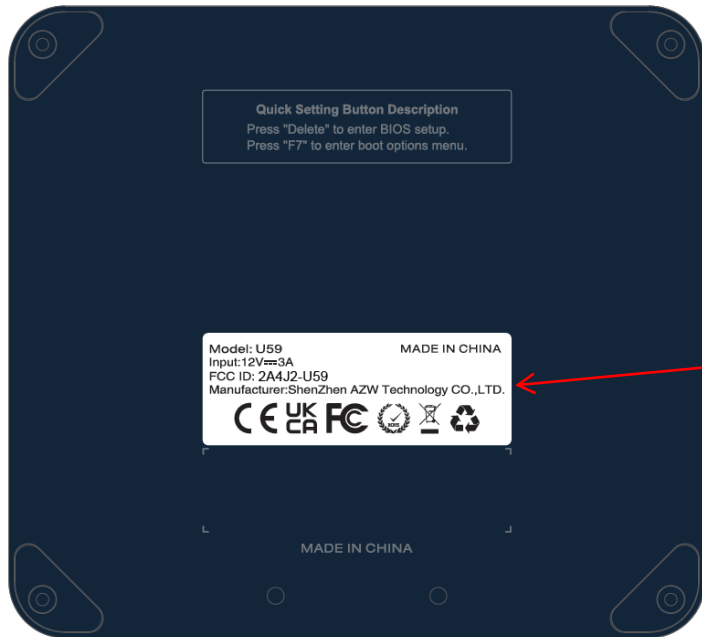 Quick Setting Button Description
Press "Delete" to enter BIOS setup.
Press "F7" to enter boot options menu.
Model: U59 MADE IN CHINA
Input:12V⎓3A
FCC ID: 2A4J2-U59
Manufacturer:ShenZhen AZW Technology CO.,LTD.
CE UK CA FC ROHS
MADE IN CHINA